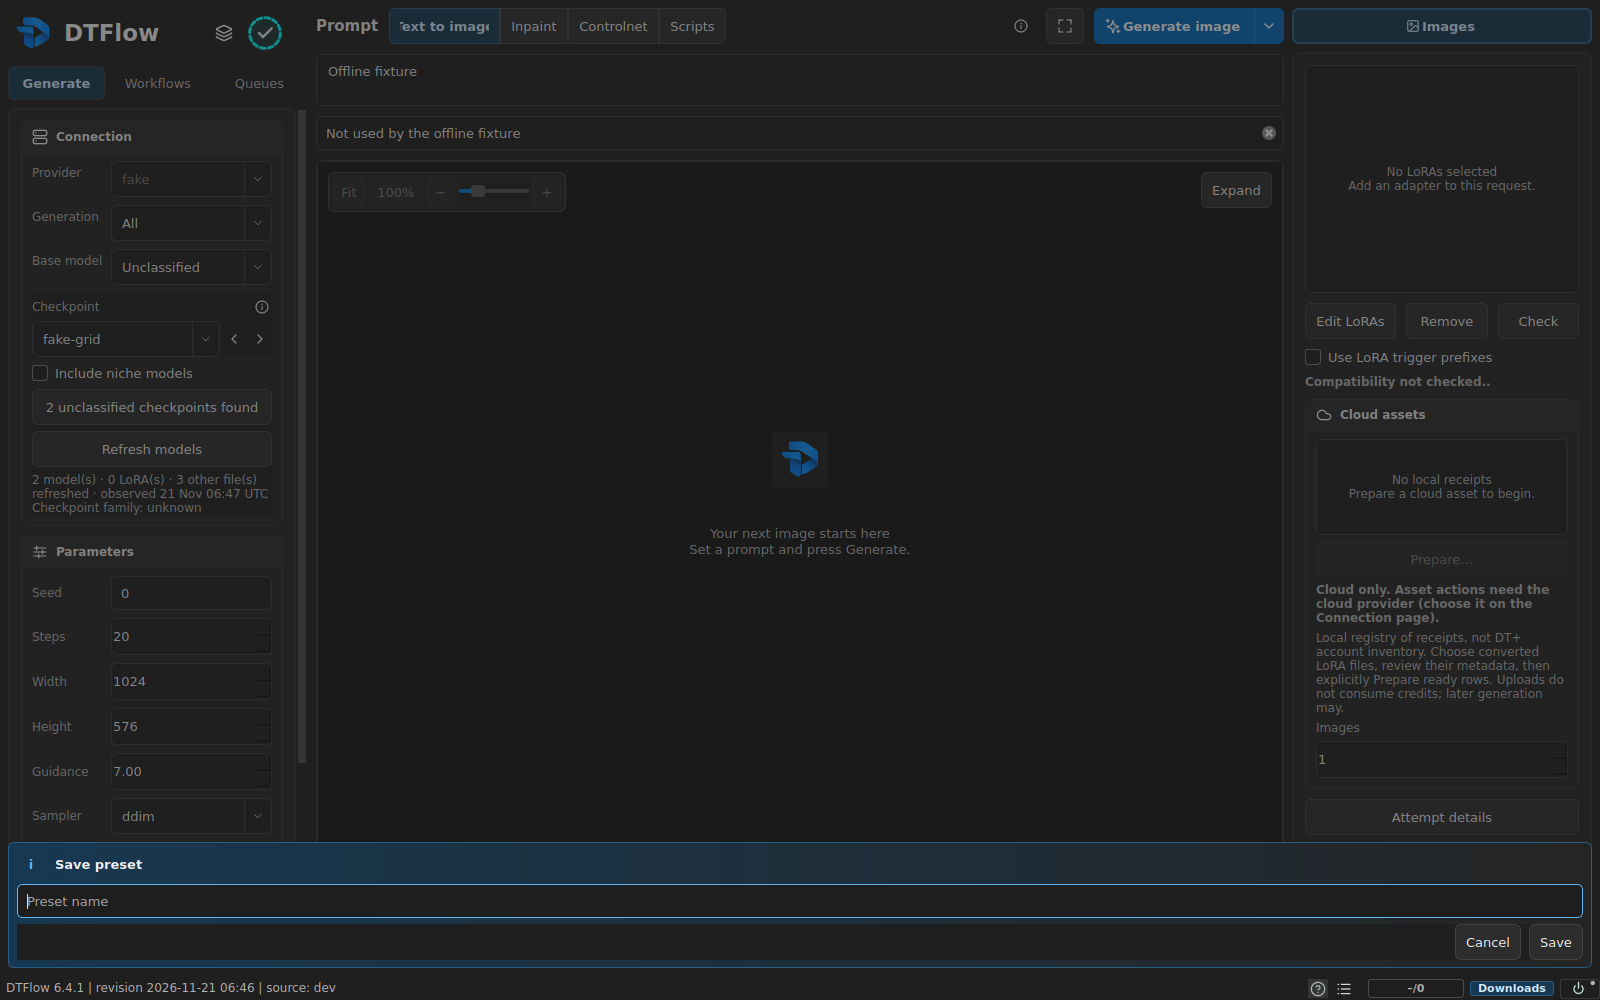 DTFlow
Generate
Workflows
Queues
Connection
Provider
fake
Generation
All
Base model
Unclassified
Checkpoint
fake-grid
Include niche models
2 unclassified checkpoints found
Refresh models
2 model(s) · 0 LoRA(s) · 3 other file(s)
refreshed · observed 21 Nov 06:47 UTC
Checkpoint family: unknown
Parameters
Seed
0
Steps
20
Width
1024
Height
576
Guidance
7.00
Sampler
ddim
Prompt
Text to image
Inpaint
Controlnet
Scripts
Generate image
Offline fixture
Not used by the offline fixture
Fit
100%
Expand
Your next image starts here
Set a prompt and press Generate.
Images
No LoRAs selected
Add an adapter to this request.
Edit LoRAs
Remove
Check
Use LoRA trigger prefixes
Compatibility not checked..
Cloud assets
No local receipts
Prepare a cloud asset to begin.
Prepare...
Cloud only. Asset actions need the
cloud provider (choose it on the
Connection page).
Local registry of receipts, not DT+
account inventory. Choose converted
LoRA files, review their metadata, then
explicitly Prepare ready rows. Uploads do
not consume credits; later generation
may.
Images
1
Attempt details
i Save preset
Preset name
Cancel
Save
DTFlow 6.4.1 | revision 2026-11-21 06:46 | source: dev
-/0
Downloads